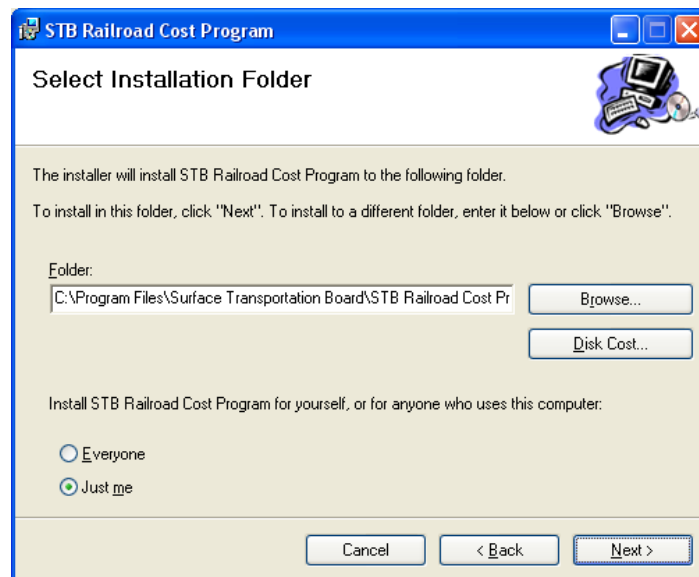 STB Railroad Cost Program
Select Installation Folder
The installer will install STB Railroad Cost Program to the following folder.
To install in this folder, click "Next". To install to a different folder, enter it below or click "Browse".
Folder:
C:\Program Files\Surface Transportation Board\STB Railroad Cost Pr
Browse...
Disk Cost...
Install STB Railroad Cost Program for yourself, or for anyone who uses this computer:
Everyone
Just me
Cancel
< Back
Next >